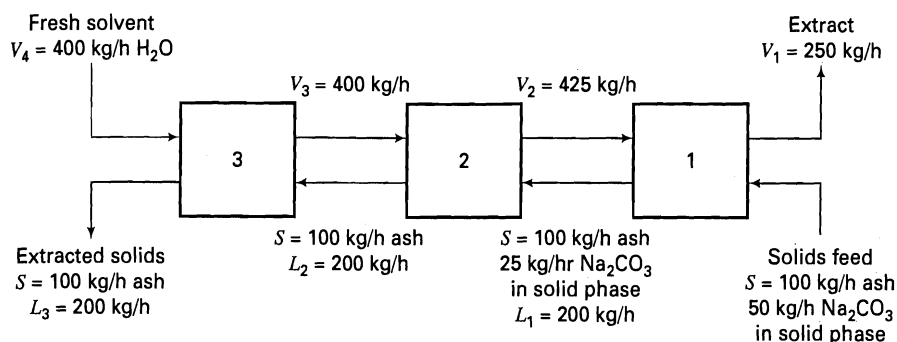 Fresh solvent
V₄ = 400 kg/h H₂O
Extract
V₁ = 250 kg/h
V₃ = 400 kg/h
V₂ = 425 kg/h
3
2
1
Extracted solids
S = 100 kg/h ash
L₃ = 200 kg/h
S = 100 kg/h ash
L₂ = 200 kg/h
S = 100 kg/h ash
25 kg/hr Na₂CO₃
in solid phase
L₁ = 200 kg/h
Solids feed
S = 100 kg/h ash
50 kg/h Na₂CO₃
in solid phase